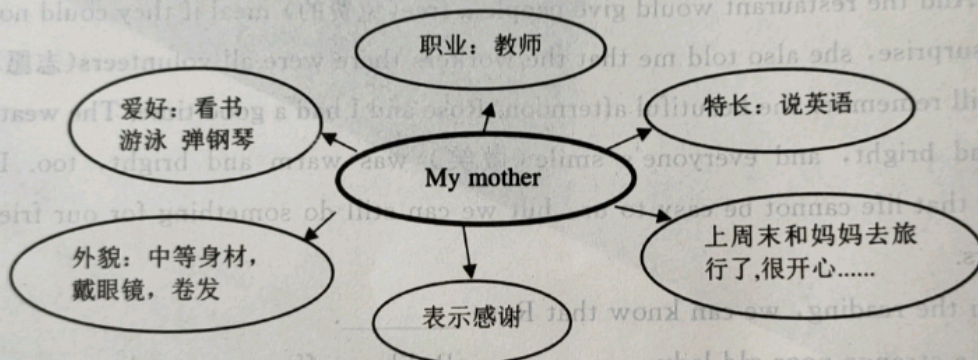 职业：教师
爱好：看书
游泳 弹钢琴
特长：说英语
My mother
外貌：中等身材，
戴眼镜，卷发
上周末和妈妈去旅
行了,很开心……
表示感谢